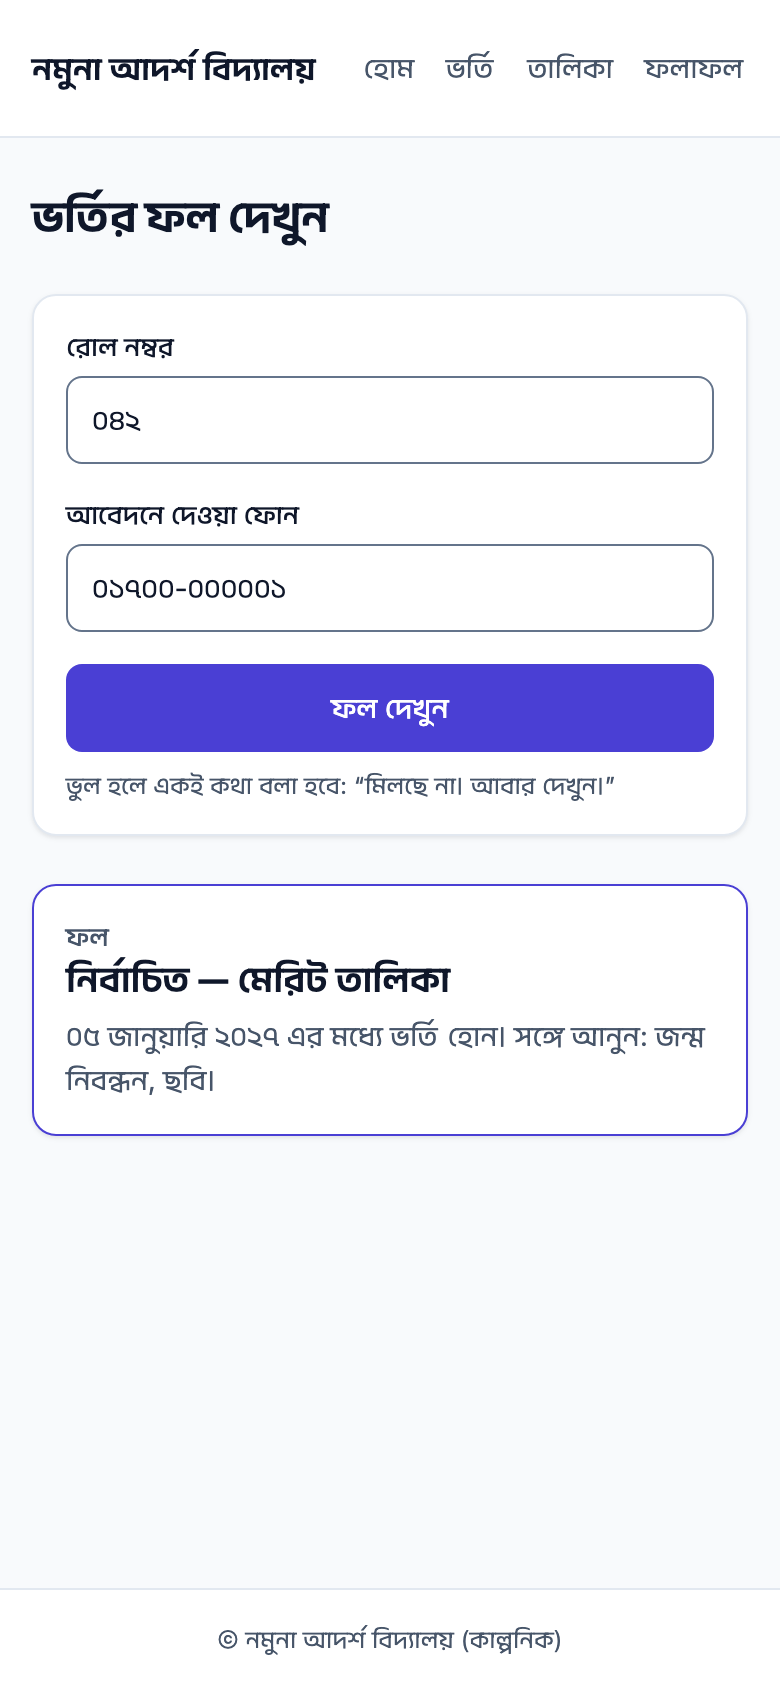 নমুনা আদর্শ বিদ্যালয়
হোম
ভর্তি
তালিকা
ফলাফল
ভর্তির ফল দেখুন
রোল নম্বর
০৪২
আবেদনে দেওয়া ফোন
০১৭০০-০০০০০১
ফল দেখুন
ভুল হলে একই কথা বলা হবে: “মিলছে না। আবার দেখুন।”
ফল
নির্বাচিত — মেরিট তালিকা
০৫ জানুয়ারি ২০২৭ এর মধ্যে ভর্তি হোন। সঙ্গে আনুন: জন্ম
নিবন্ধন, ছবি।
© নমুনা আদর্শ বিদ্যালয় (কাল্পনিক)